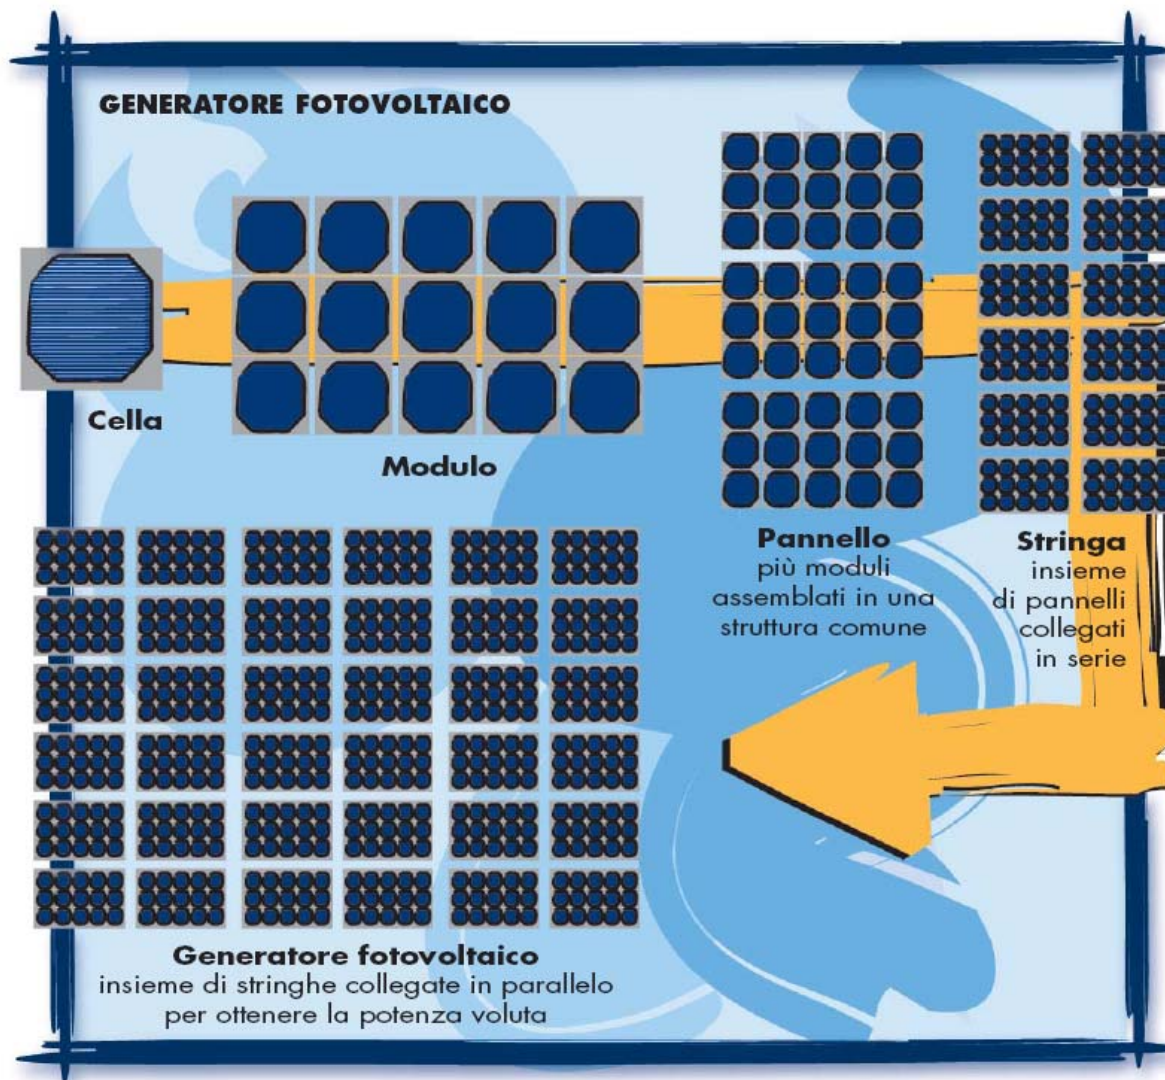 GENERATORE FOTOVOLTAICO
Cella
Modulo
Pannello
più moduli
assemblati in una
struttura comune
Stringa
insieme
di pannelli
collegati
in serie
Generatore fotovoltaico
insieme di stringhe collegate in parallelo
per ottenere la potenza voluta